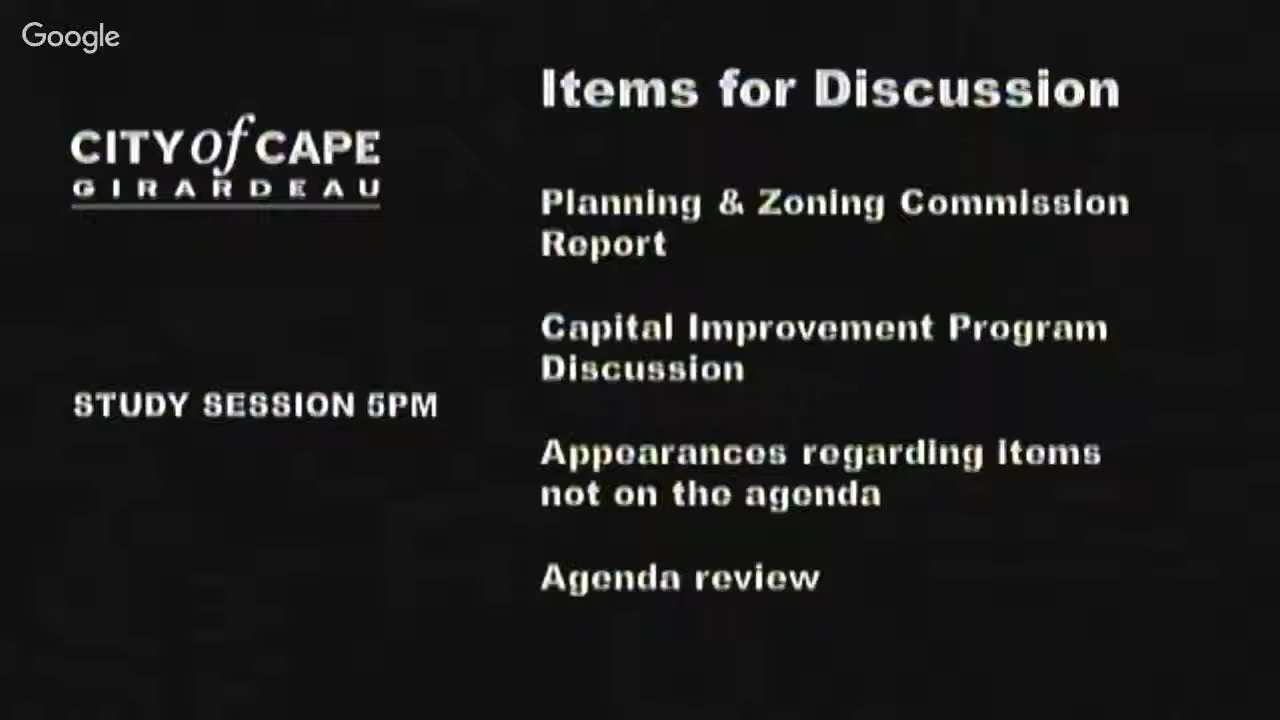 Google
CITY of CAPE
GIRARDEAU
STUDY SESSION 5PM
Items for Discussion
Planning & Zoning Commission
Report
Capital Improvement Program
Discussion
Appearances regarding items
not on the agenda
Agenda review